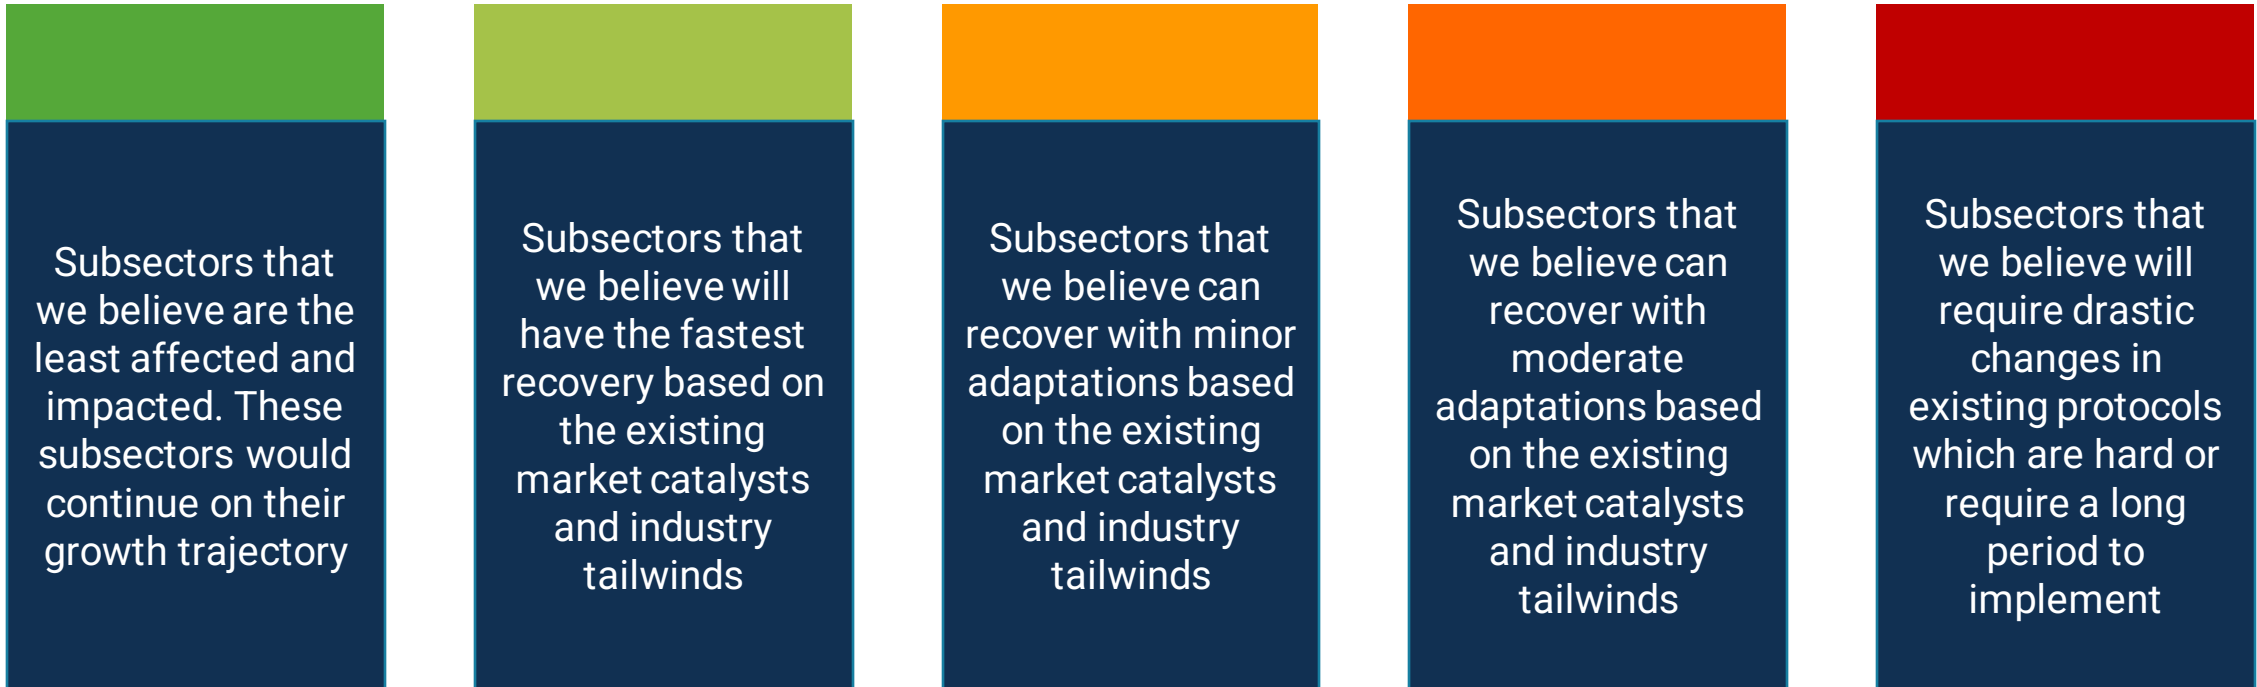 Subsectors that
we believe are the
least affected and
impacted. These
subsectors would
continue on their
growth trajectory
Subsectors that
we believe will
have the fastest
recovery based on
the existing
market catalysts
and industry
tailwinds
Subsectors that
we believe can
recover with minor
adaptations based
on the existing
market catalysts
and industry
tailwinds
Subsectors that
we believe can
recover with
moderate
adaptations based
on the existing
market catalysts
and industry
tailwinds
Subsectors that
we believe will
require drastic
changes in
existing protocols
which are hard or
require a long
period to
implement